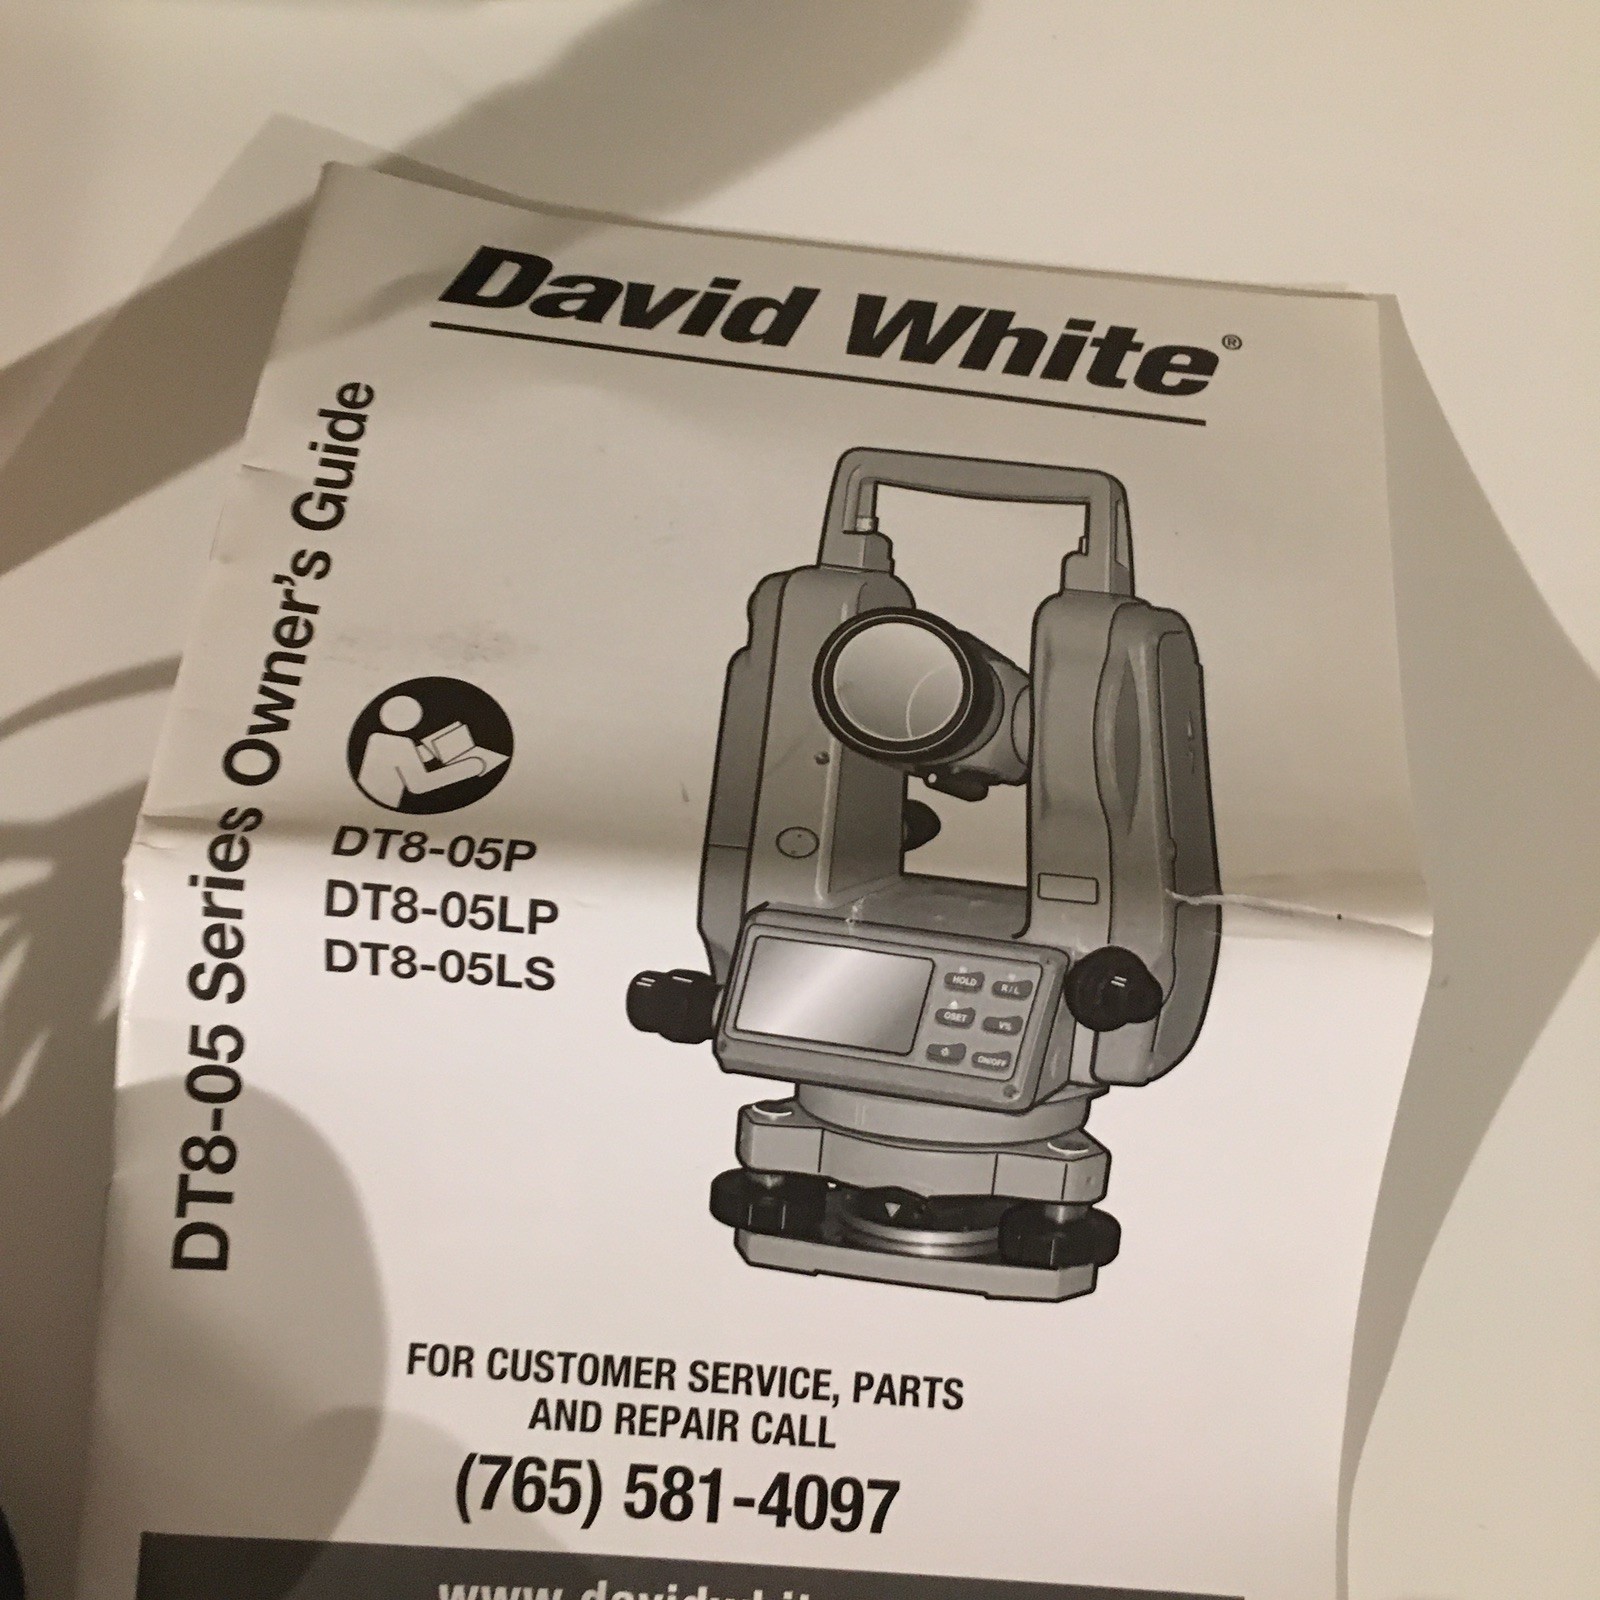 David White®
DT8-05 Series Owner's Guide
DT8-05P
DT8-05LP
DT8-05LS
HOLD
R/L
OSET
V%
ON/OFF
FOR CUSTOMER SERVICE, PARTS
AND REPAIR CALL
(765) 581-4097